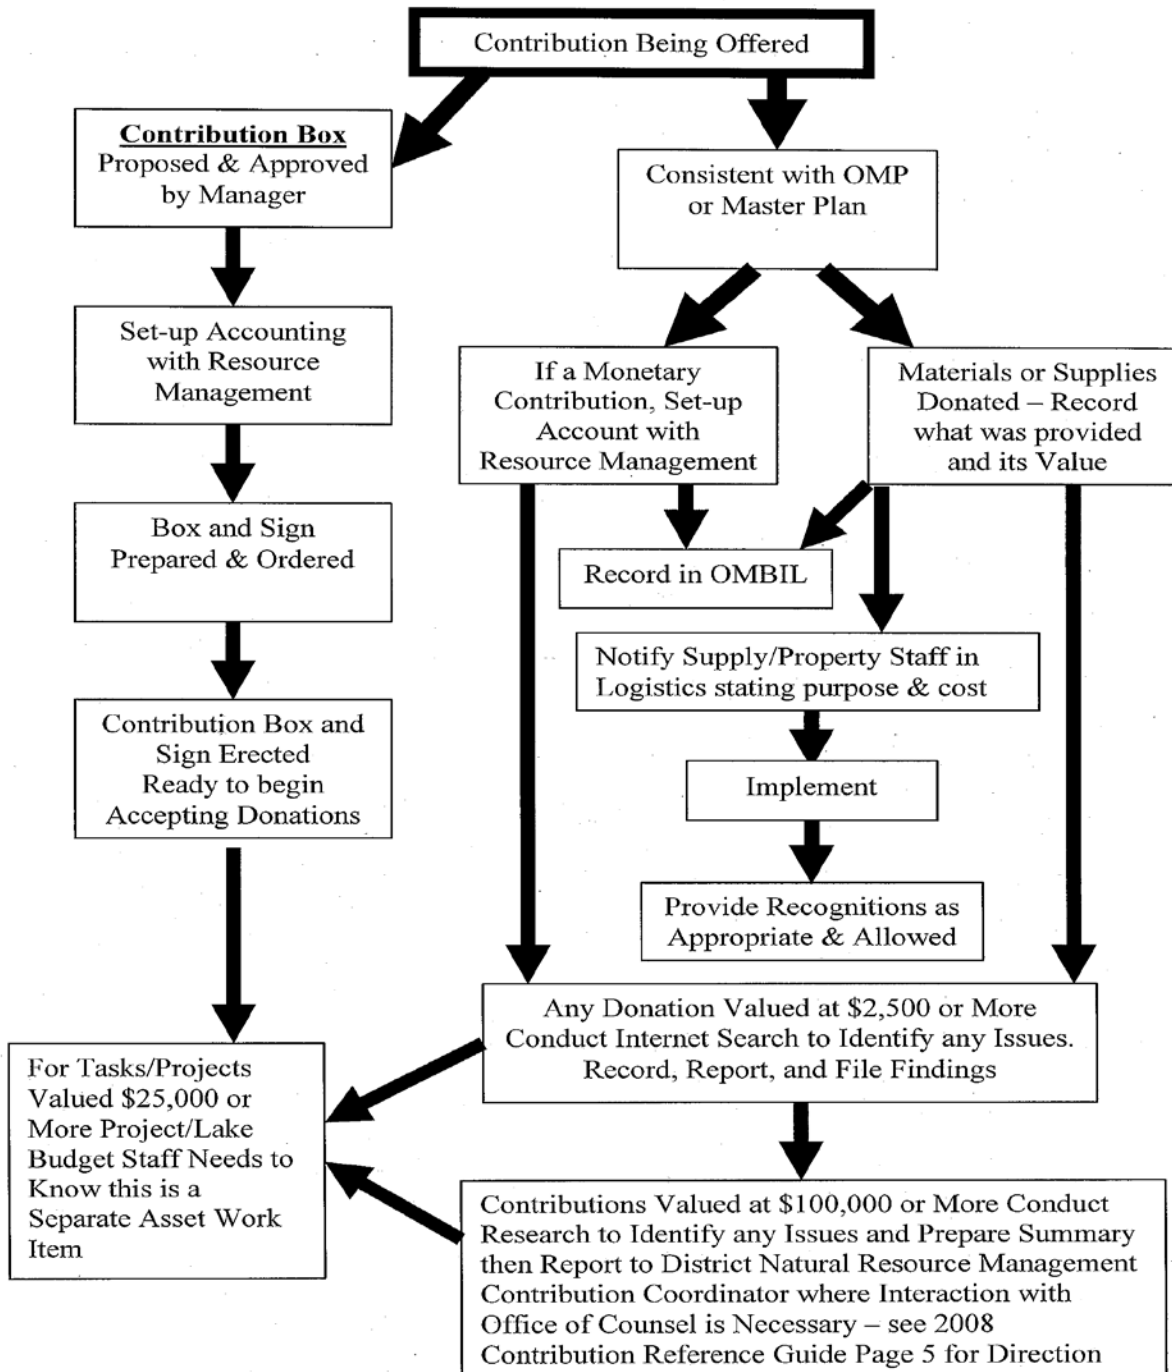 Contribution Being Offered
Contribution Box
Proposed & Approved
by Manager
Consistent with OMP
or Master Plan
Set-up Accounting
with Resource
Management
If a Monetary
Contribution, Set-up
Account with
Resource Management
Materials or Supplies
Donated – Record
what was provided
and its Value
Box and Sign
Prepared & Ordered
Record in OMBIL
Notify Supply/Property Staff in
Logistics stating purpose & cost
Contribution Box and
Sign Erected
Ready to begin
Accepting Donations
Implement
Provide Recognitions as
Appropriate & Allowed
Any Donation Valued at $2,500 or More
Conduct Internet Search to Identify any Issues.
Record, Report, and File Findings
For Tasks/Projects
Valued $25,000 or
More Project/Lake
Budget Staff Needs to
Know this is a
Separate Asset Work
Item
Contributions Valued at $100,000 or More Conduct
Research to Identify any Issues and Prepare Summary
then Report to District Natural Resource Management
Contribution Coordinator where Interaction with
Office of Counsel is Necessary – see 2008
Contribution Reference Guide Page 5 for Direction